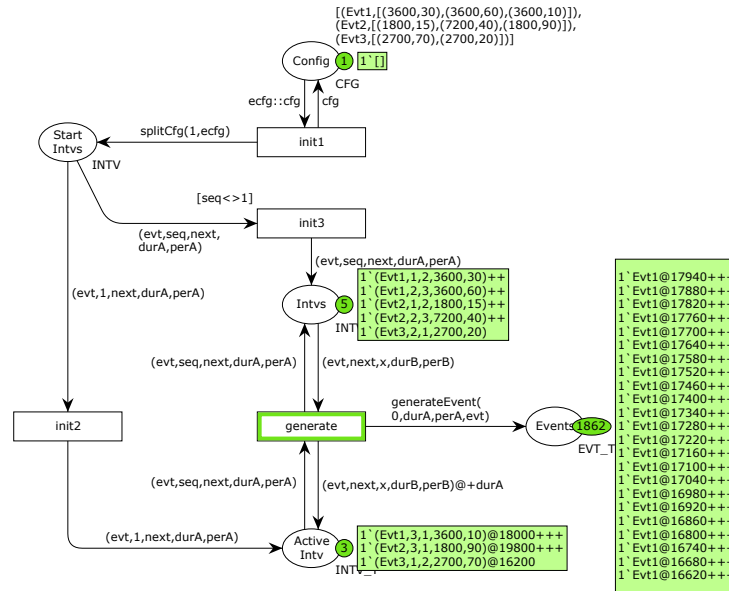 [(Evt1,[(3600,30),(3600,60),(3600,10)]),
(Evt2,[(1800,15),(7200,40),(1800,90)]),
(Evt3,[(2700,70),(2700,20)])]
Config
1
1`[]
CFG
ecfg::cfg
cfg
Start
Intvs
INTV
splitCfg(1,ecfg)
init1
[seq<>1]
init3
(evt,seq,next,
durA,perA)
(evt,seq,next,durA,perA)
(evt,1,next,durA,perA)
Intvs
5
1`(Evt1,1,2,3600,30)++
1`(Evt1,2,3,3600,60)++
1`(Evt2,1,2,1800,15)++
1`(Evt2,2,3,7200,40)++
1`(Evt3,2,1,2700,20)
(evt,seq,next,durA,perA)
(evt,next,x,durB,perB)
generateEvent(
0,durA,perA,evt)
init2
generate
Events
1862
EVT_T
(evt,seq,next,durA,perA)
(evt,next,x,durB,perB)@+durA
(evt,1,next,durA,perA)
Active
Intv
3
1`(Evt1,3,1,3600,10)@18000+++
1`(Evt2,3,1,1800,90)@19800+++
1`(Evt3,1,2,2700,70)@16200
1`Evt1@17940+++
1`Evt1@17880+++
1`Evt1@17820+++
1`Evt1@17760+++
1`Evt1@17700+++
1`Evt1@17640+++
1`Evt1@17580+++
1`Evt1@17520+++
1`Evt1@17460+++
1`Evt1@17400+++
1`Evt1@17340+++
1`Evt1@17280+++
1`Evt1@17220+++
1`Evt1@17160+++
1`Evt1@17100+++
1`Evt1@17040+++
1`Evt1@16980+++
1`Evt1@16920+++
1`Evt1@16860+++
1`Evt1@16800+++
1`Evt1@16740+++
1`Evt1@16680+++
1`Evt1@16620+++